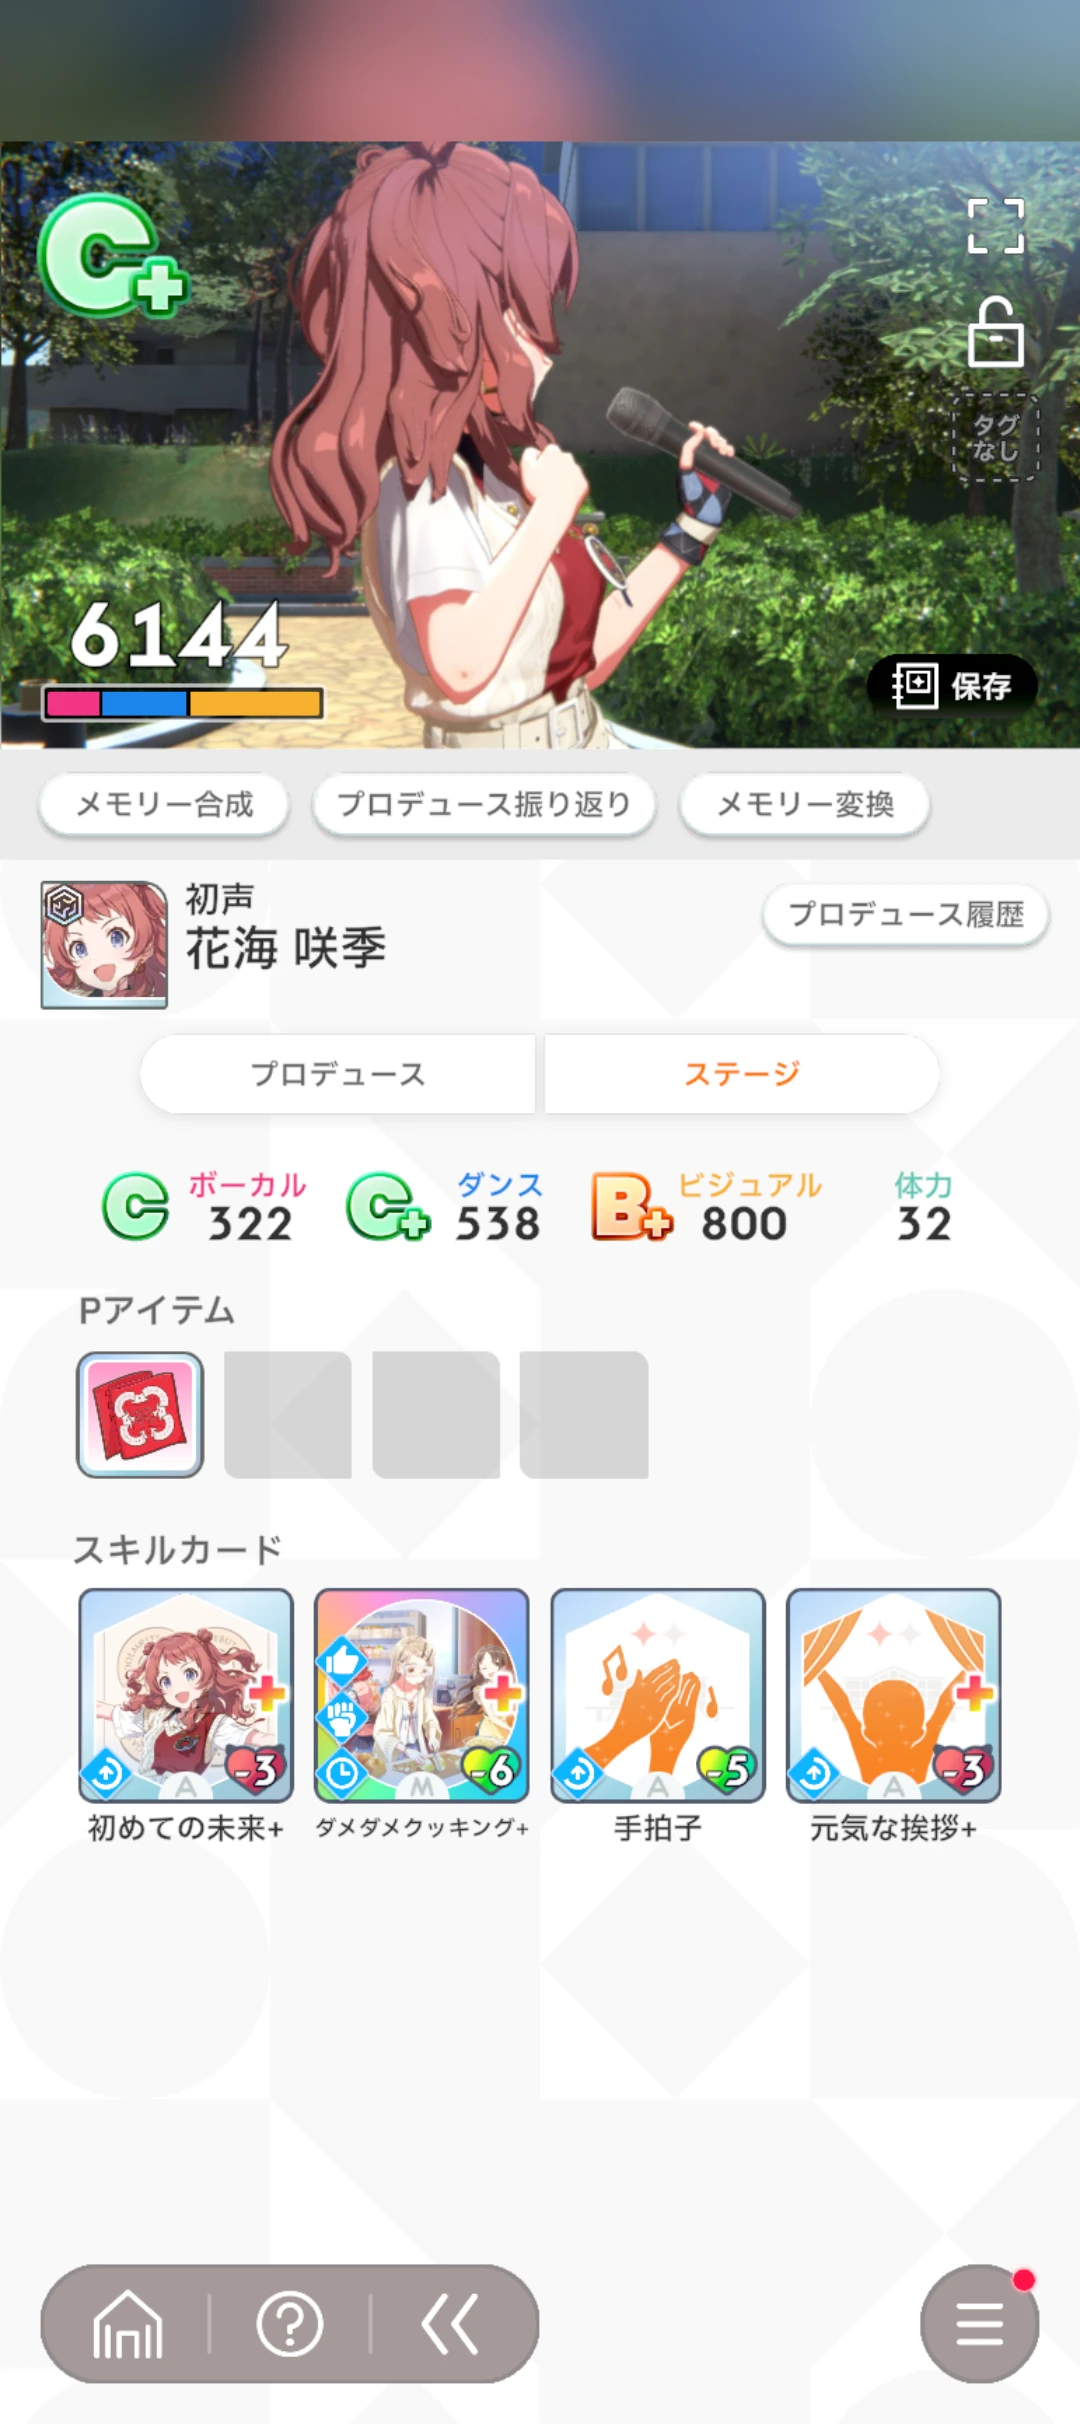 C+
タグ
なし
6144
保存
メモリー合成
プロデュース振り返り
メモリー変換
初声
花海 咲季
プロデュース履歴
プロデュース
ステージ
C ボーカル 322
C+ ダンス 538
B+ ビジュアル 800
体力 32
Pアイテム
スキルカード
A -3
初めての未来+
M -6
ダメダメクッキング+
A -5
手拍子
A -3
元気な挨拶+